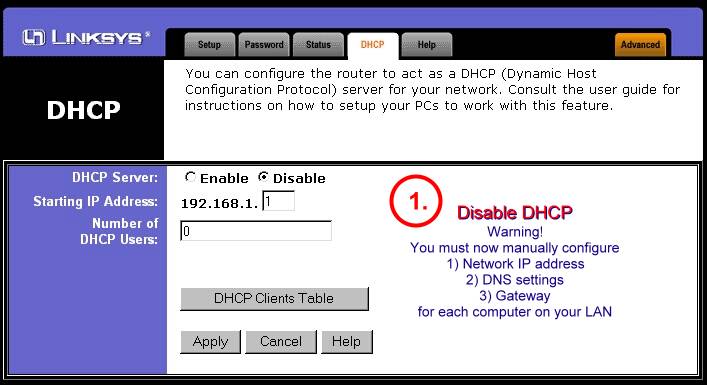 LINKSYS®
Setup Password Status DHCP Help Advanced
DHCP
You can configure the router to act as a DHCP (Dynamic Host
Configuration Protocol) server for your network. Consult the user guide for
instructions on how to setup your PCs to work with this feature.
DHCP Server: Enable Disable
Starting IP Address: 192.168.1. 1
Number of
DHCP Users: 0
DHCP Clients Table
Apply Cancel Help
1.
Disable DHCP
Warning!
You must now manually configure
1) Network IP address
2) DNS settings
3) Gateway
for each computer on your LAN